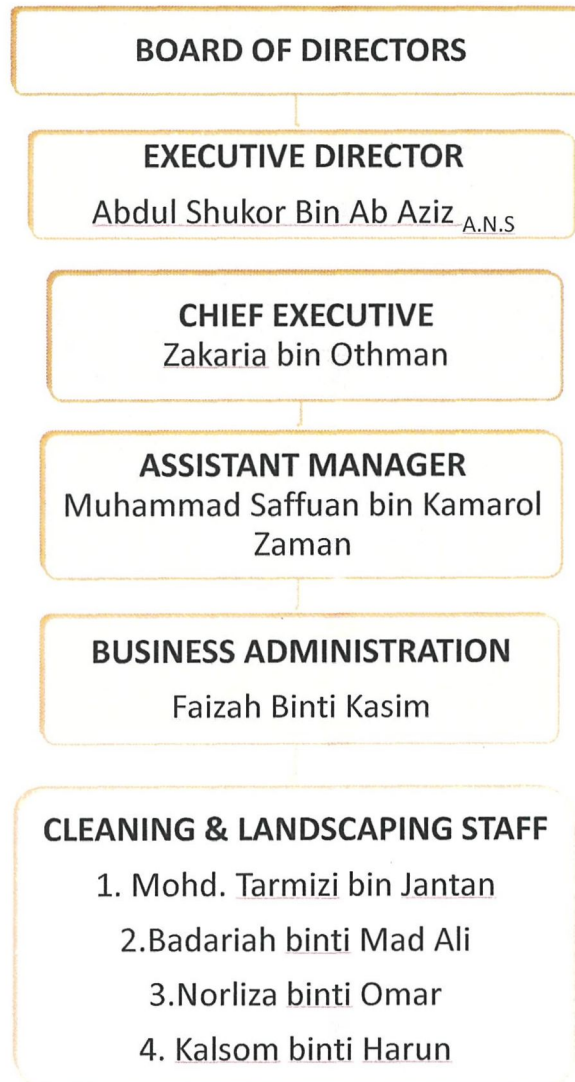 BOARD OF DIRECTORS
EXECUTIVE DIRECTOR
Abdul Shukor Bin Ab Aziz A.N.S
CHIEF EXECUTIVE
Zakaria bin Othman
ASSISTANT MANAGER
Muhammad Saffuan bin Kamarol
Zaman
BUSINESS ADMINISTRATION
Faizah Binti Kasim
CLEANING & LANDSCAPING STAFF
1. Mohd. Tarmizi bin Jantan
2.Badariah binti Mad Ali
3.Norliza binti Omar
4. Kalsom binti Harun